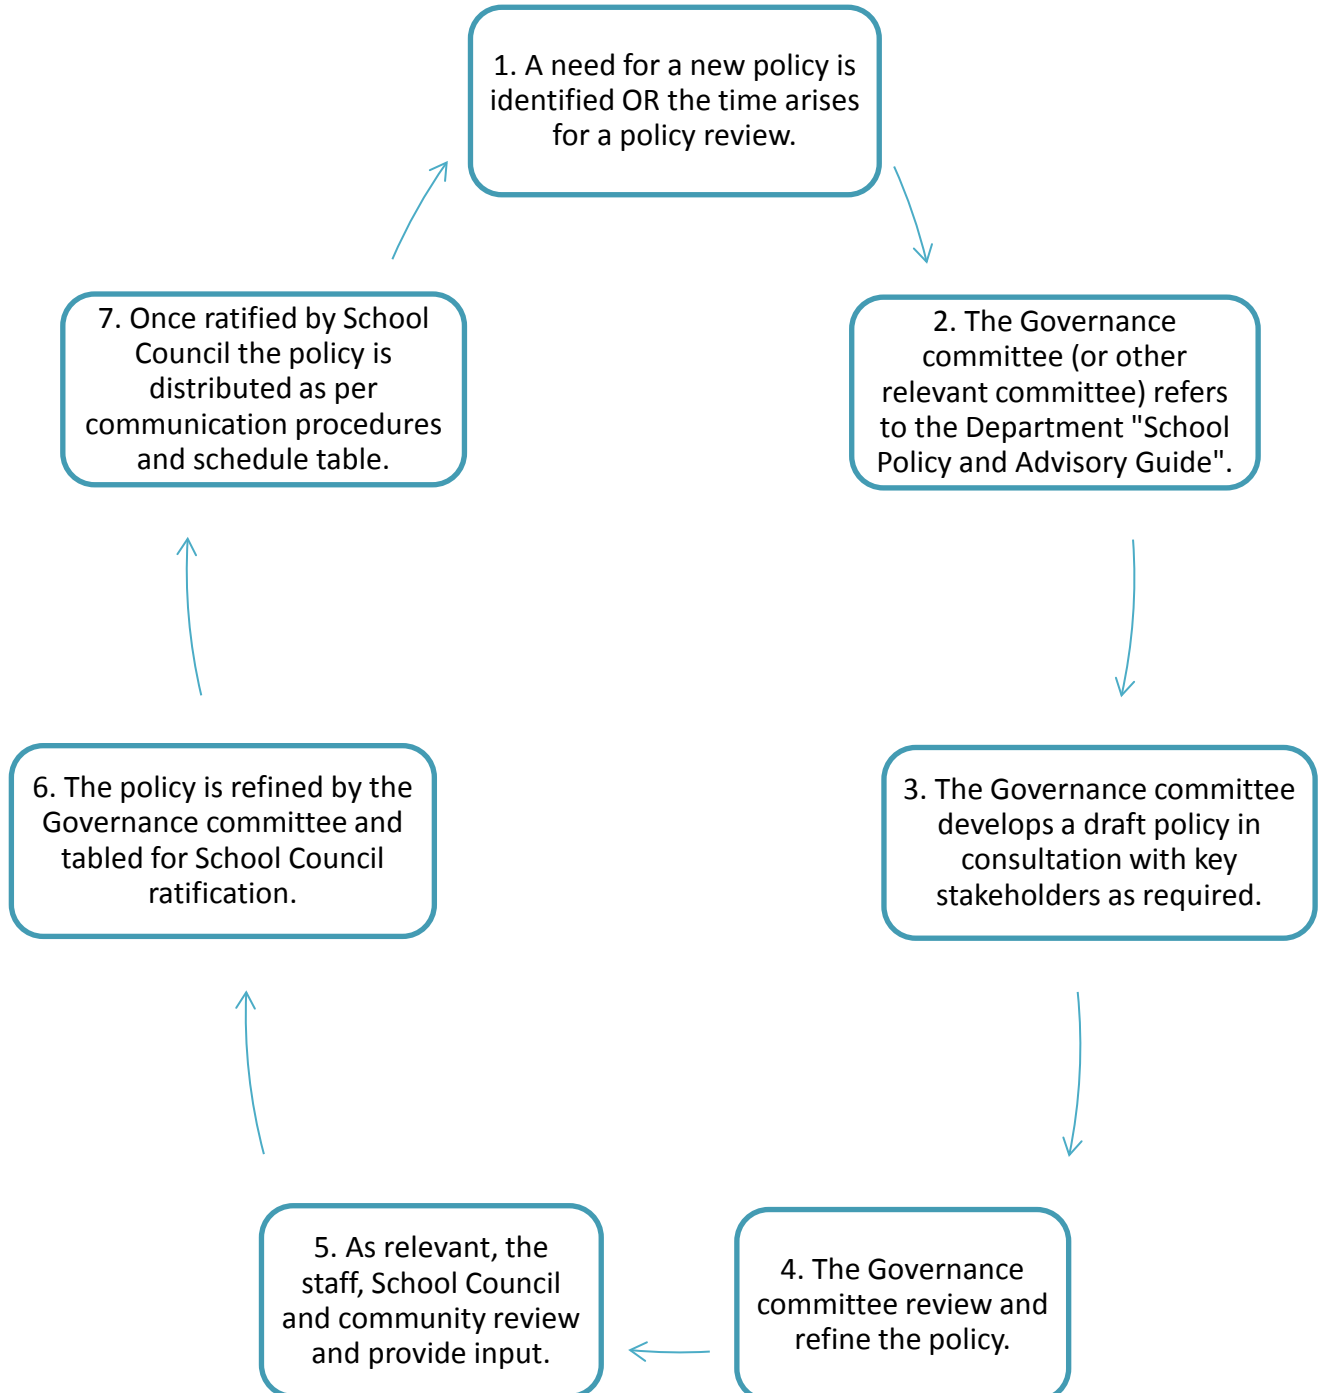 1. A need for a new policy is
identified OR the time arises
for a policy review.
2. The Governance
committee (or other
relevant committee) refers
to the Department "School
Policy and Advisory Guide".
3. The Governance committee
develops a draft policy in
consultation with key
stakeholders as required.
4. The Governance
committee review and
refine the policy.
5. As relevant, the
staff, School Council
and community review
and provide input.
6. The policy is refined by the
Governance committee and
tabled for School Council
ratification.
7. Once ratified by School
Council the policy is
distributed as per
communication procedures
and schedule table.